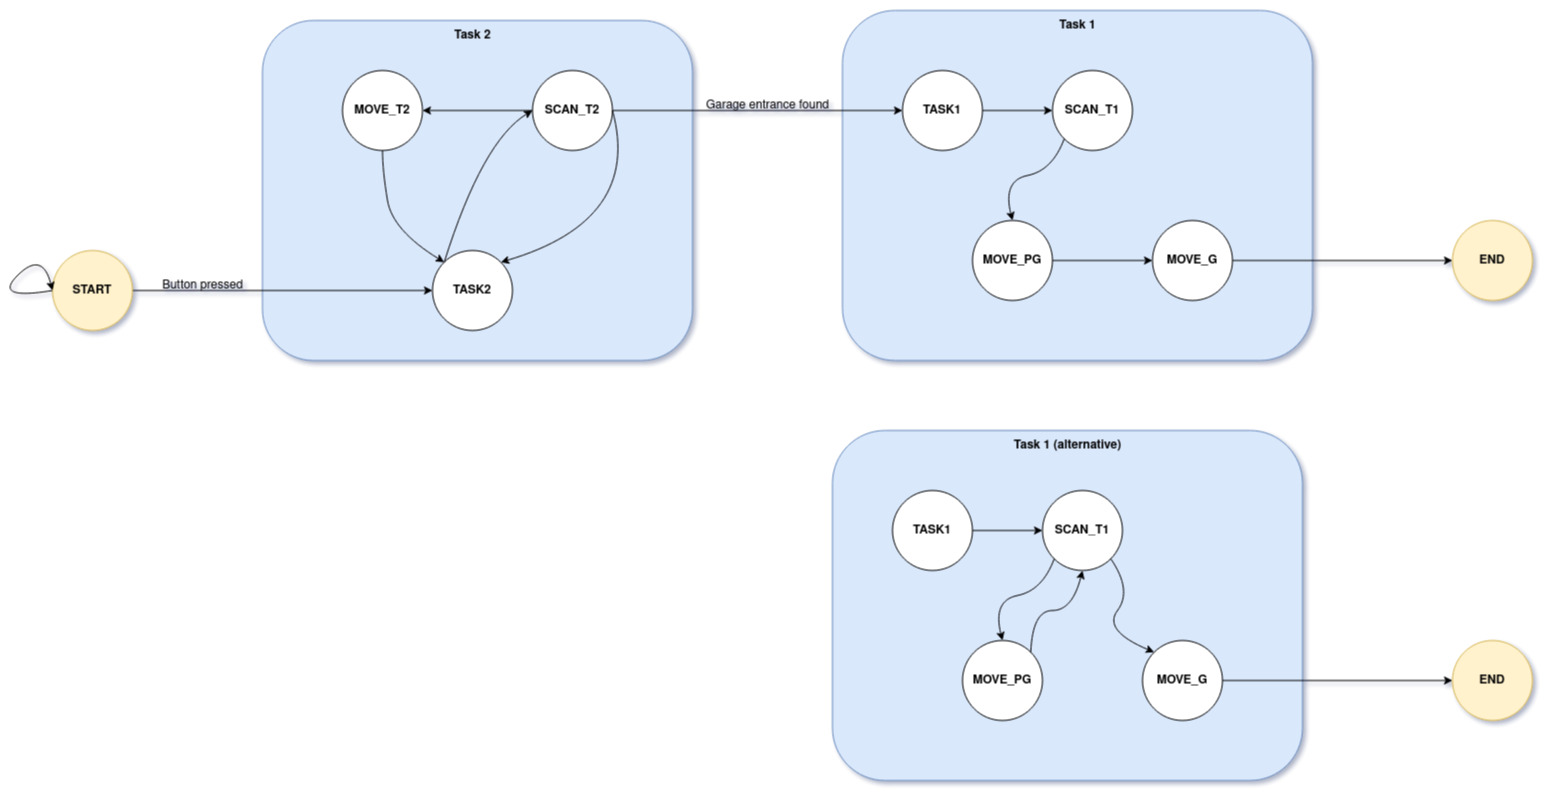 Task 2
Task 1
MOVE_T2
SCAN_T2
Garage entrance found
TASK1
SCAN_T1
START
Button pressed
TASK2
MOVE_PG
MOVE_G
END
Task 1 (alternative)
TASK1
SCAN_T1
MOVE_PG
MOVE_G
END